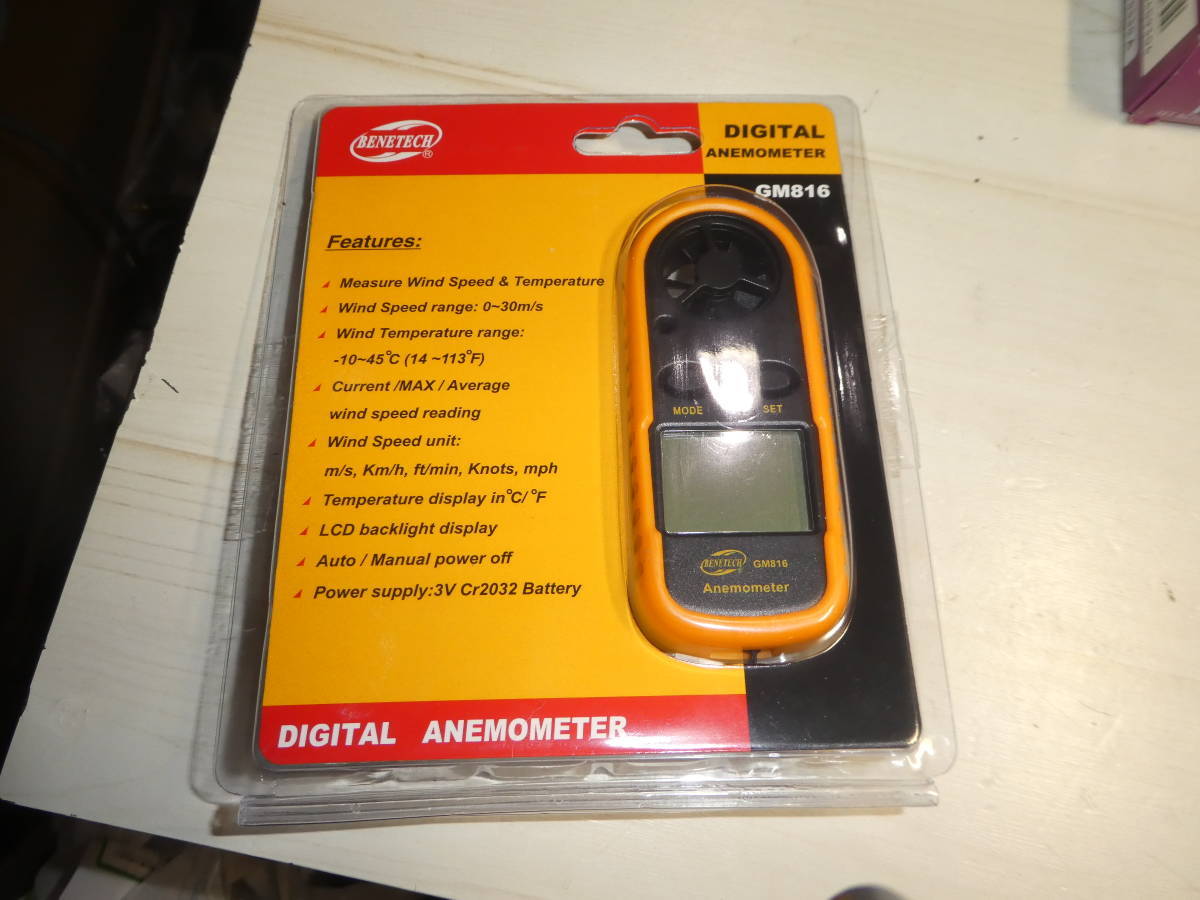 BENETECH®
DIGITAL
ANEMOMETER
GM816
Features:
Measure Wind Speed & Temperature
Wind Speed range: 0~30m/s
Wind Temperature range:
-10~45°C (14 ~113°F)
Current /MAX / Average
wind speed reading
Wind Speed unit:
m/s, Km/h, ft/min, Knots, mph
Temperature display in°C/°F
LCD backlight display
Auto / Manual power off
Power supply:3V Cr2032 Battery
MODE SET
BENETECH® GM816
Anemometer
DIGITAL ANEMOMETER